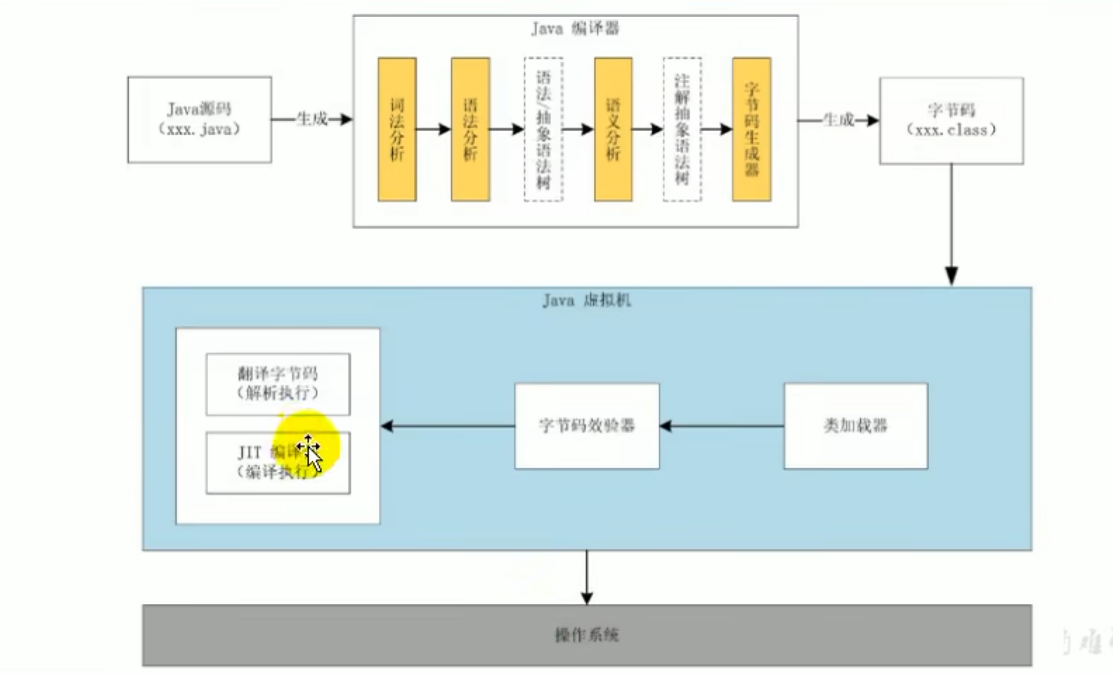 Java 编译器
Java源码
(xxx.java)
生成
词法分析
语法分析
语法/抽象语法树
语义分析
注解抽象语法树
字节码生成器
生成
字节码
(xxx.class)
Java 虚拟机
翻译字节码
(解析执行)
JIT 编译
(编译执行)
字节码效验器
类加载器
操作系统